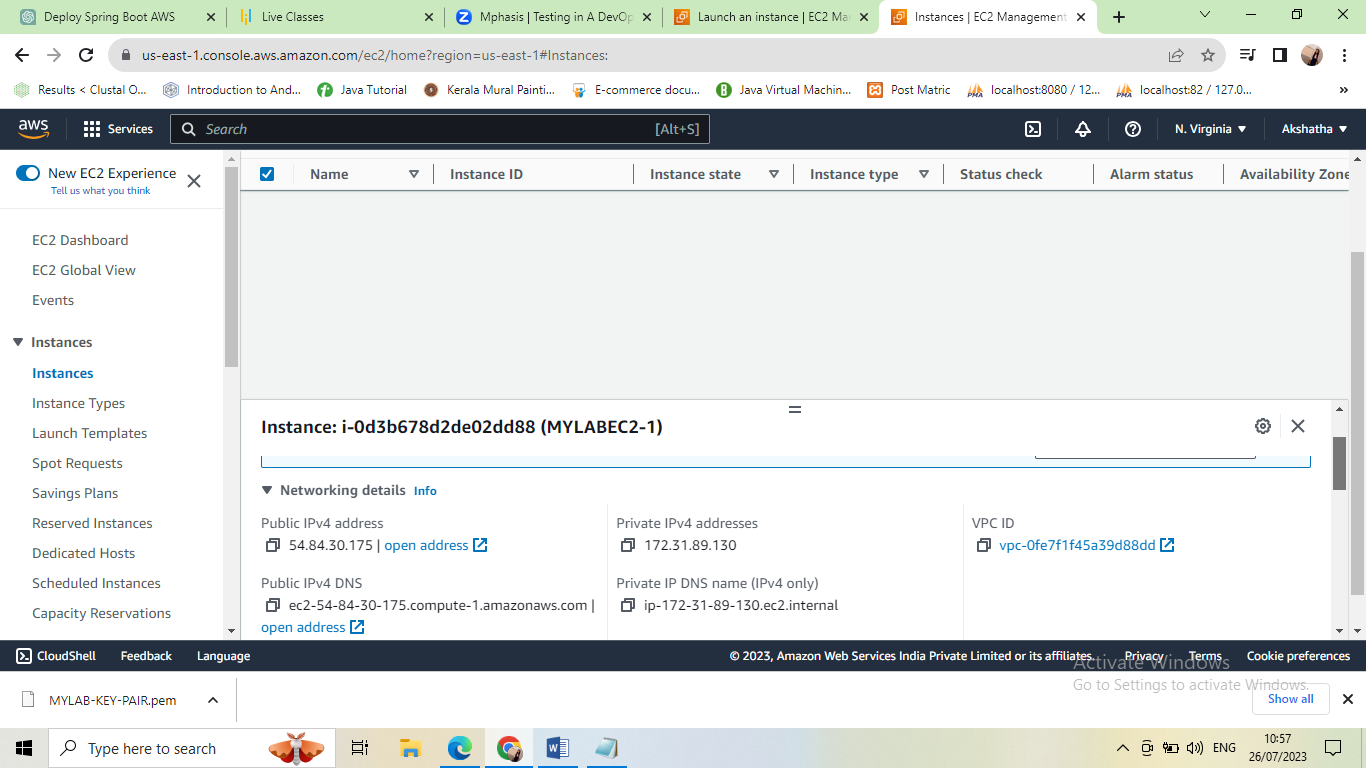 Deploy Spring Boot AWS
Live Classes
Mphasis | Testing in A DevOp
Launch an instance | EC2 Ma
Instances | EC2 Management
us-east-1.console.aws.amazon.com/ec2/home?region=us-east-1#Instances:
Results < Clustal O...
Introduction to And...
Java Tutorial
Kerala Mural Painti...
E-commerce docu...
Java Virtual Machin...
Post Matric
localhost:8080 / 12...
localhost:82 / 127.0...
aws
Services
Search
[Alt+S]
N. Virginia
Akshatha
New EC2 Experience
Tell us what you think
EC2 Dashboard
EC2 Global View
Events
Instances
Instances
Instance Types
Launch Templates
Spot Requests
Savings Plans
Reserved Instances
Dedicated Hosts
Scheduled Instances
Capacity Reservations
Name
Instance ID
Instance state
Instance type
Status check
Alarm status
Availability Zone
Instance: i-0d3b678d2de02dd88 (MYLABEC2-1)
Networking details Info
Public IPv4 address
54.84.30.175 | open address
Public IPv4 DNS
ec2-54-84-30-175.compute-1.amazonaws.com |
open address
Private IPv4 addresses
172.31.89.130
Private IP DNS name (IPv4 only)
ip-172-31-89-130.ec2.internal
VPC ID
vpc-0fe7f1f45a39d88dd
CloudShell
Feedback
Language
© 2023, Amazon Web Services India Private Limited or its affiliates.
Privacy
Terms
Cookie preferences
Activate Windows
Go to Settings to activate Windows.
MYLAB-KEY-PAIR.pem
Show all
Type here to search
ENG
10:57
26/07/2023